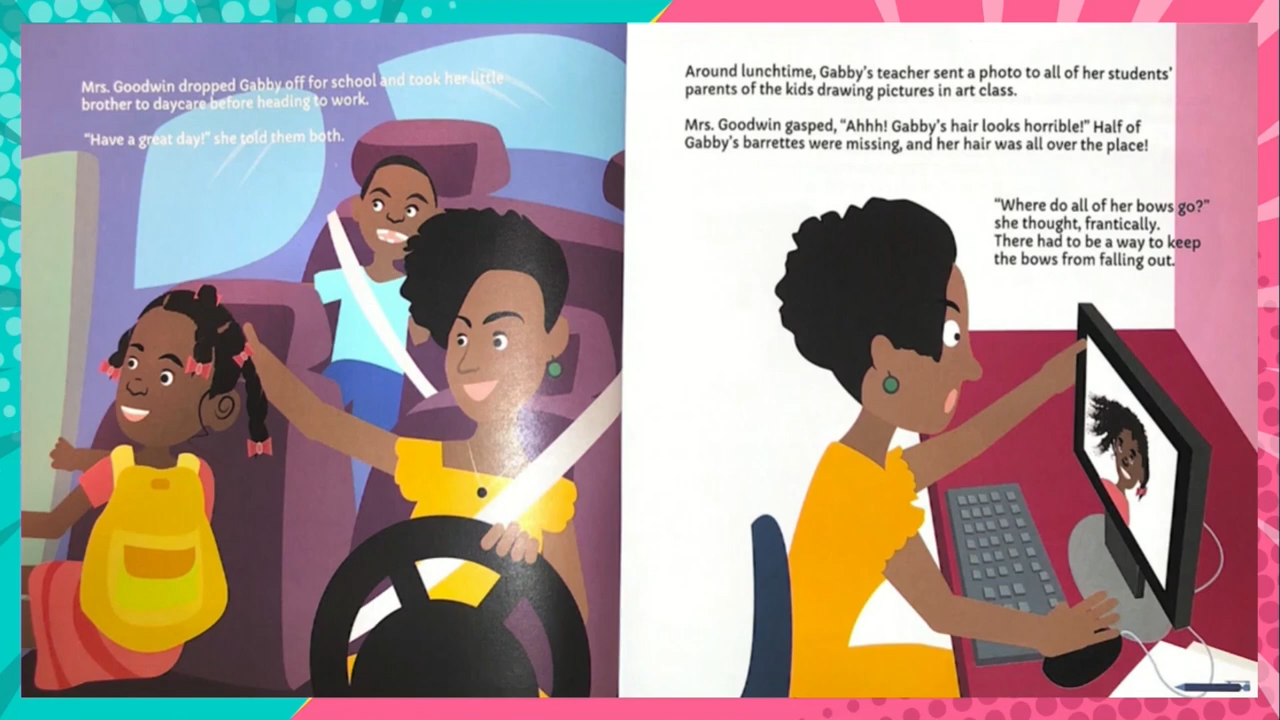 Mrs. Goodwin dropped Gabby off for school and took her little
brother to daycare before heading to work.
“Have a great day!” she told them both.
Around lunchtime, Gabby’s teacher sent a photo to all of her students’
parents of the kids drawing pictures in art class.
Mrs. Goodwin gasped, “Ahhh! Gabby’s hair looks horrible!” Half of
Gabby’s barrettes were missing, and her hair was all over the place!
“Where do all of her bows go?”
she thought, frantically.
There had to be a way to keep
the bows from falling out.